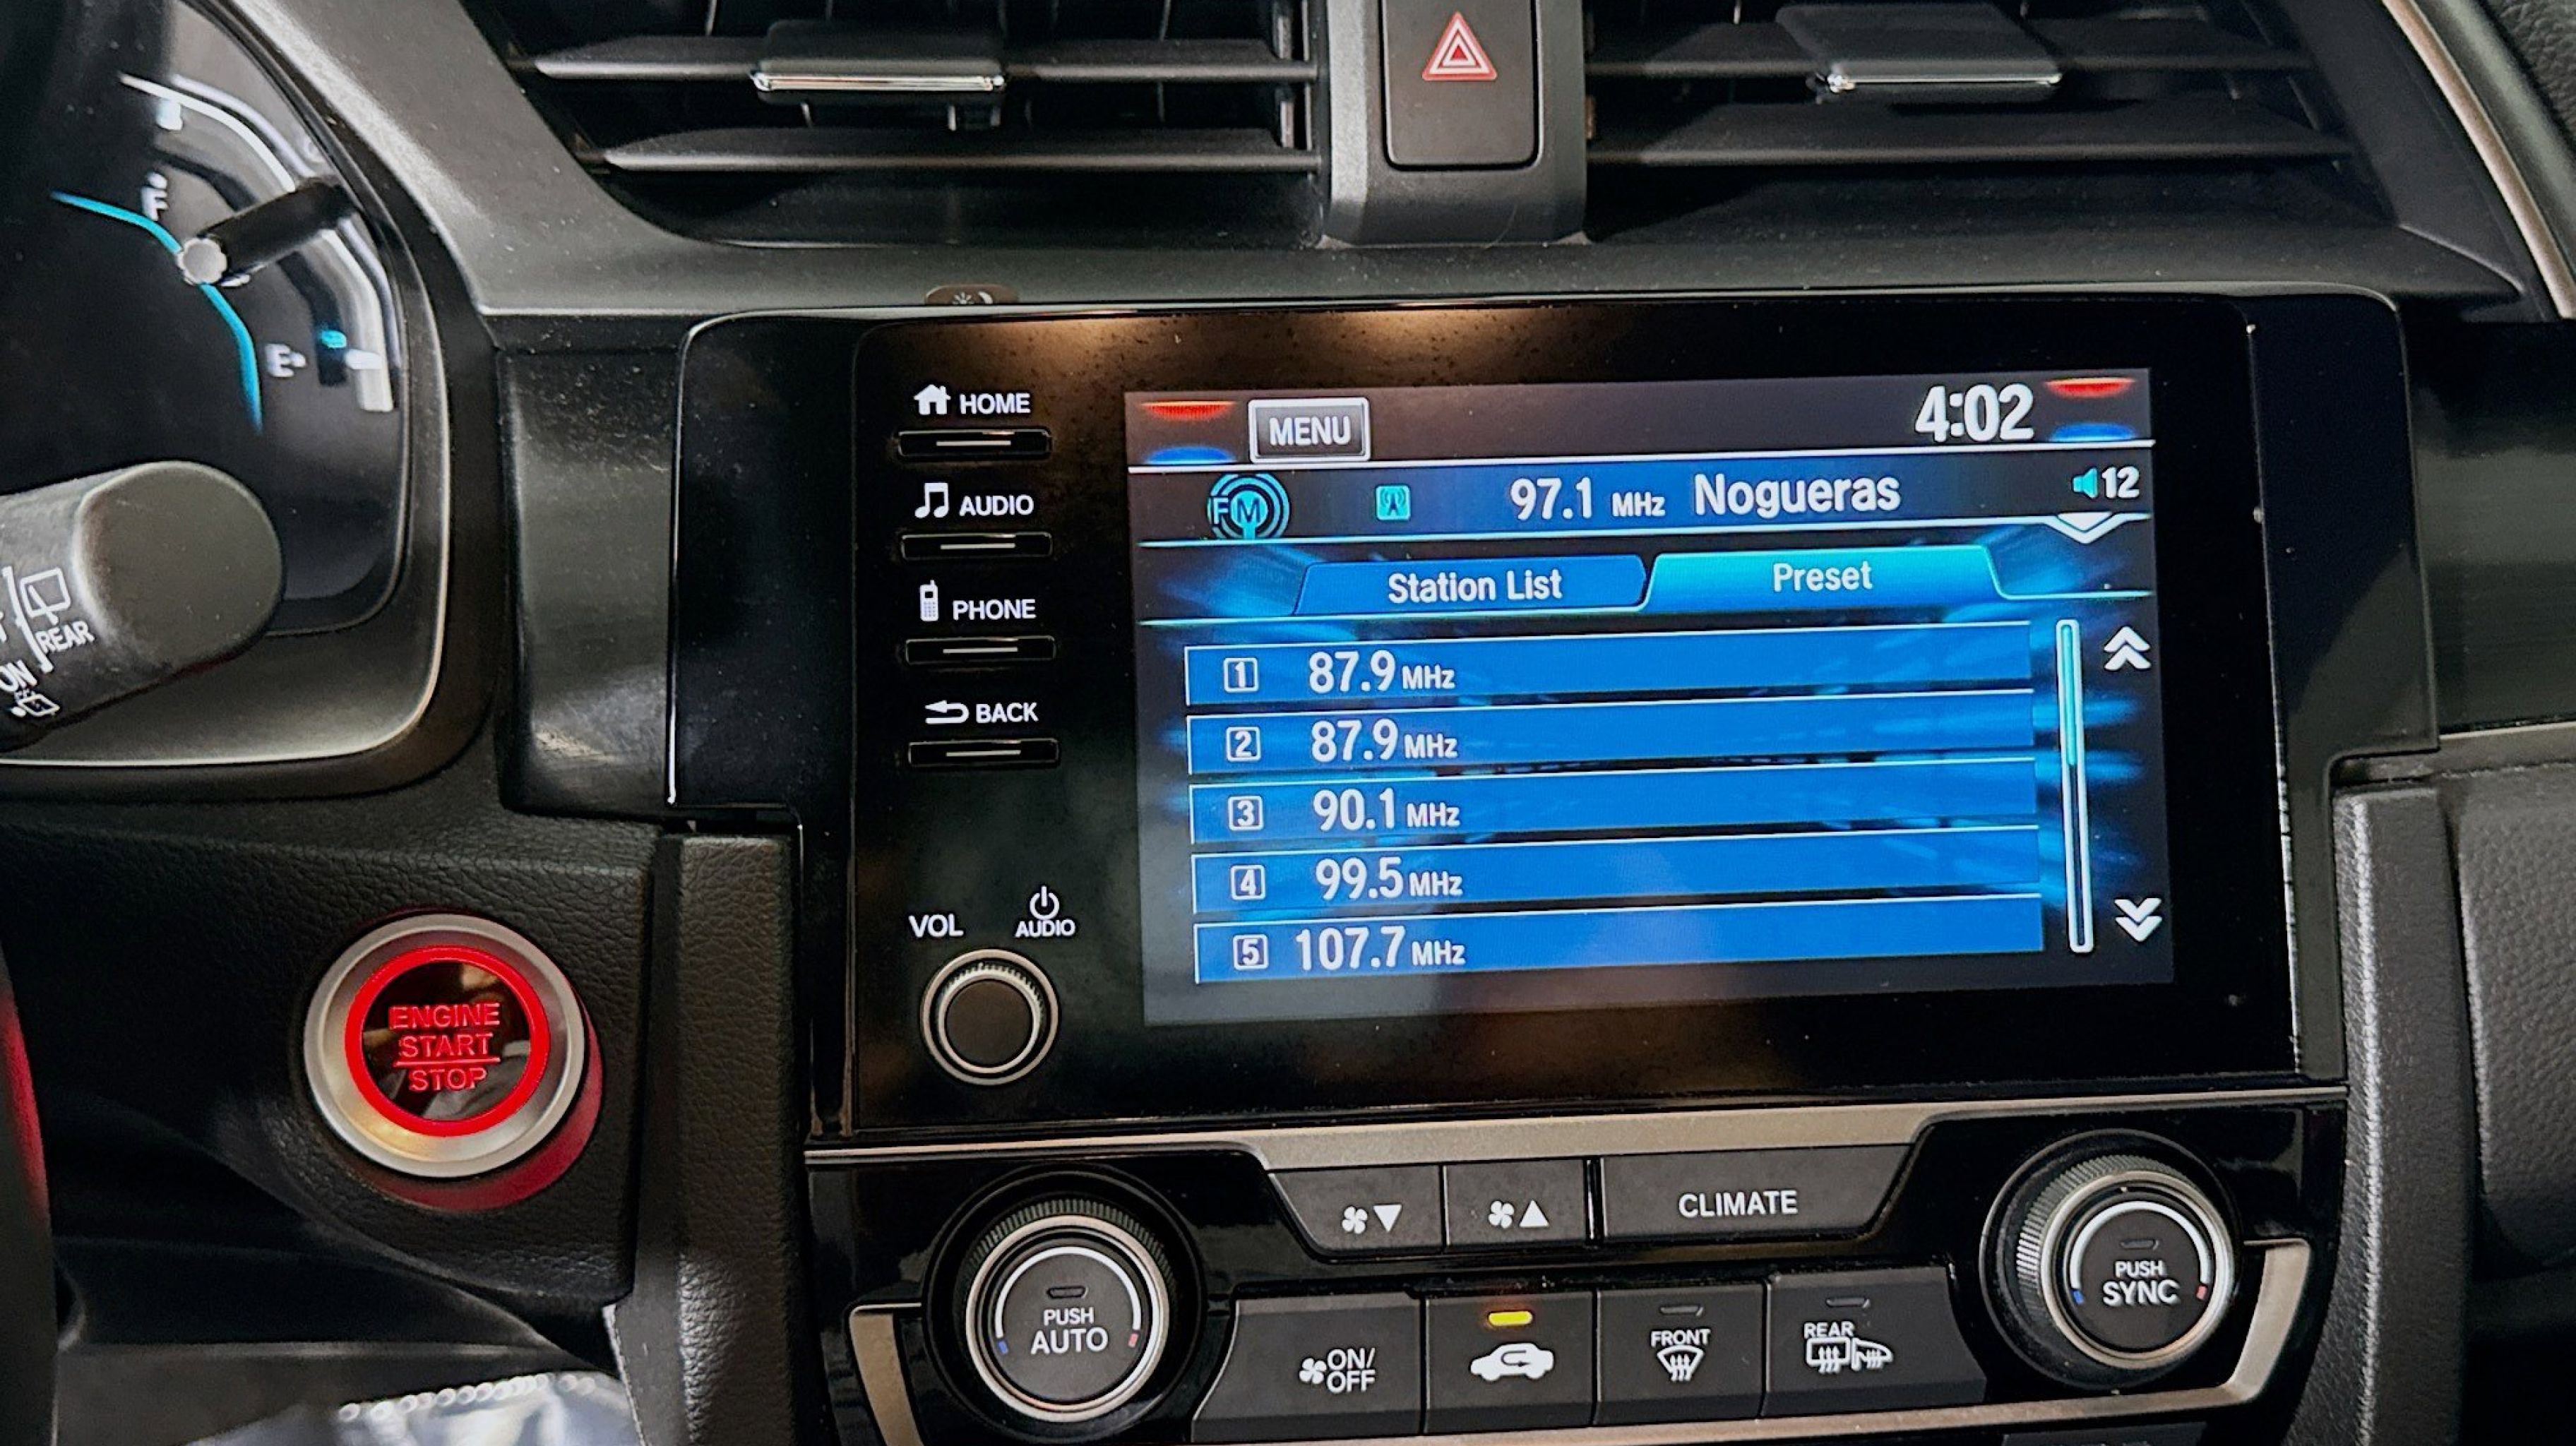 F
E
REAR
ON
HOME
AUDIO
PHONE
BACK
VOL
AUDIO
MENU
4:02
FM
97.1 MHz Nogueras
12
Station List
Preset
1 87.9 MHz
2 87.9 MHz
3 90.1 MHz
4 99.5 MHz
5 107.7 MHz
ENGINE
START
STOP
CLIMATE
PUSH
AUTO
ON/
OFF
FRONT
REAR
PUSH
SYNC